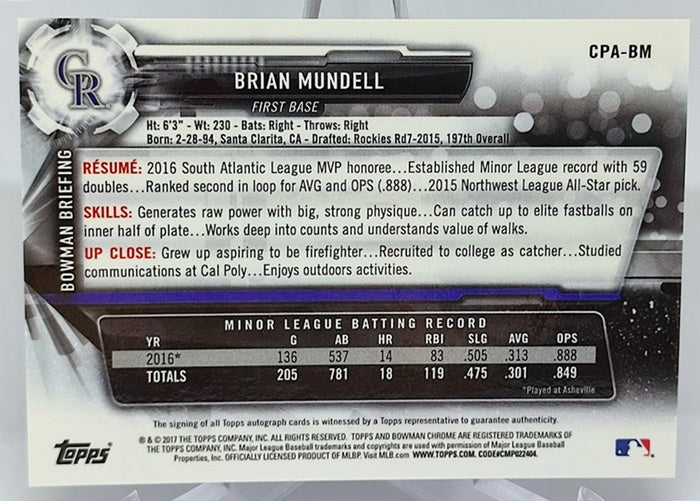 CPA-BM
CR
BRIAN MUNDELL
FIRST BASE
Ht: 6'3" - Wt: 230 - Bats: Right - Throws: Right
Born: 2-28-94, Santa Clarita, CA - Drafted: Rockies Rd7-2015, 197th Overall
BOWMAN BRIEFING
RÉSUMÉ: 2016 South Atlantic League MVP honoree...Established Minor League record with 59
doubles...Ranked second in loop for AVG and OPS (.888)...2015 Northwest League All-Star pick.
SKILLS: Generates raw power with big, strong physique...Can catch up to elite fastballs on
inner half of plate...Works deep into counts and understands value of walks.
UP CLOSE: Grew up aspiring to be firefighter...Recruited to college as catcher...Studied
communications at Cal Poly...Enjoys outdoors activities.
MINOR LEAGUE BATTING RECORD
YR G AB HR RBI SLG AVG OPS
2016* 136 537 14 83 .505 .313 .888
TOTALS 205 781 18 119 .475 .301 .849
*Played at Asheville
The signing of all Topps autograph cards is witnessed by a Topps representative to guarantee authenticity.
® & © 2017 THE TOPPS COMPANY, INC. ALL RIGHTS RESERVED. TOPPS AND BOWMAN CHROME ARE REGISTERED TRADEMARKS OF
THE TOPPS COMPANY, INC. Major League Baseball trademarks and copyrights are used with permission of Major League Baseball
Properties, Inc. OFFICIALLY LICENSED PRODUCT OF MLBP. Visit MLB.com WWW.TOPPS.COM. CODE#CMP022404.
Topps